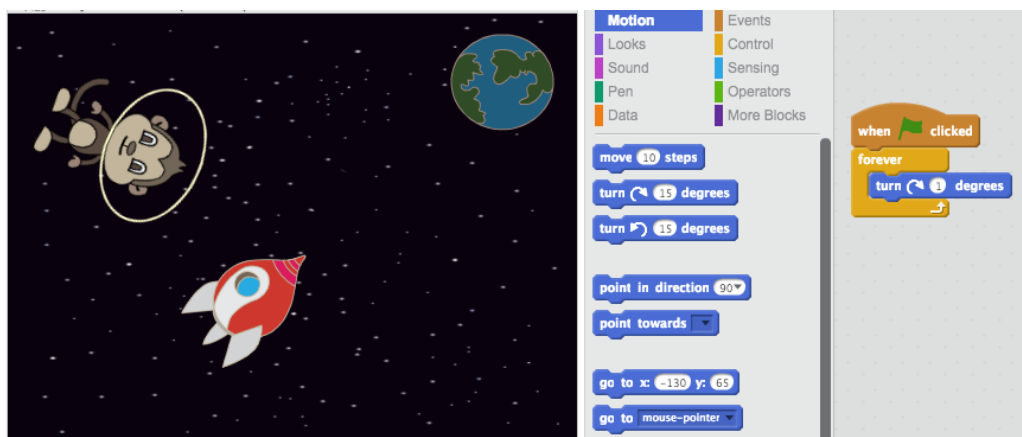 Motion Events
Looks Control
Sound Sensing
Pen Operators
Data More Blocks
move 10 steps
turn 15 degrees
turn 15 degrees
point in direction 90
point towards
go to x: -130 y: 65
go to mouse-pointer
when clicked
forever
turn 1 degrees